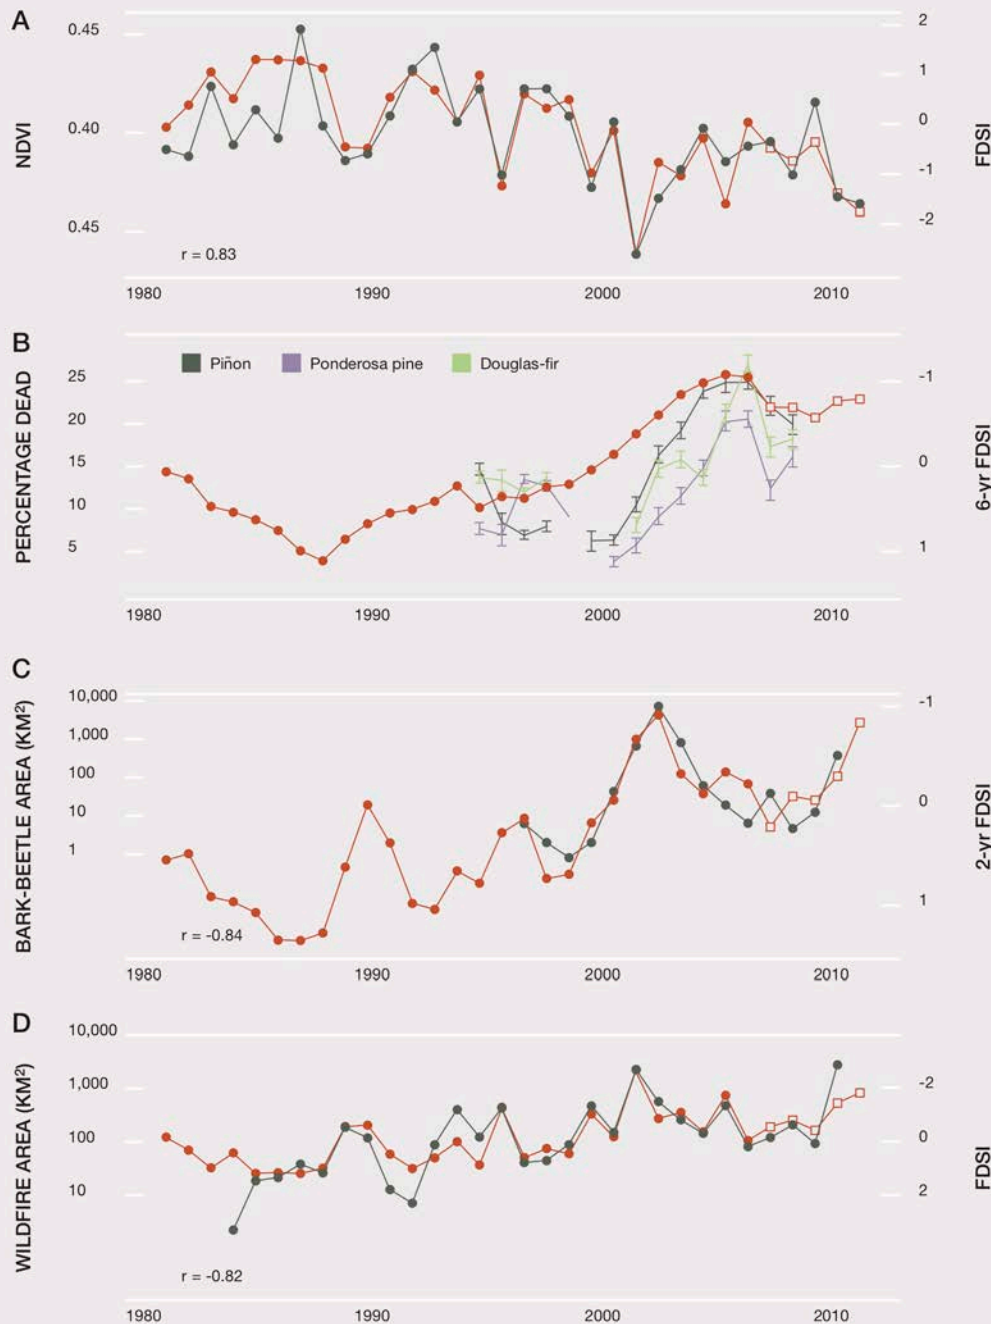 A
NDVI
0.45
0.40
0.45
2
1
0
-1
-2
FDSI
r = 0.83
1980
1990
2000
2010
B
PERCENTAGE DEAD
Piñon
Ponderosa pine
Douglas-fir
25
20
15
10
5
-1
0
1
6-yr FDSI
1980
1990
2000
2010
C
BARK-BEETLE AREA (KM²)
10,000
1,000
100
10
1
-1
0
1
2-yr FDSI
r = -0.84
1980
1990
2000
2010
D
WILDFIRE AREA (KM²)
10,000
1,000
100
10
-2
0
2
FDSI
r = -0.82
1980
1990
2000
2010